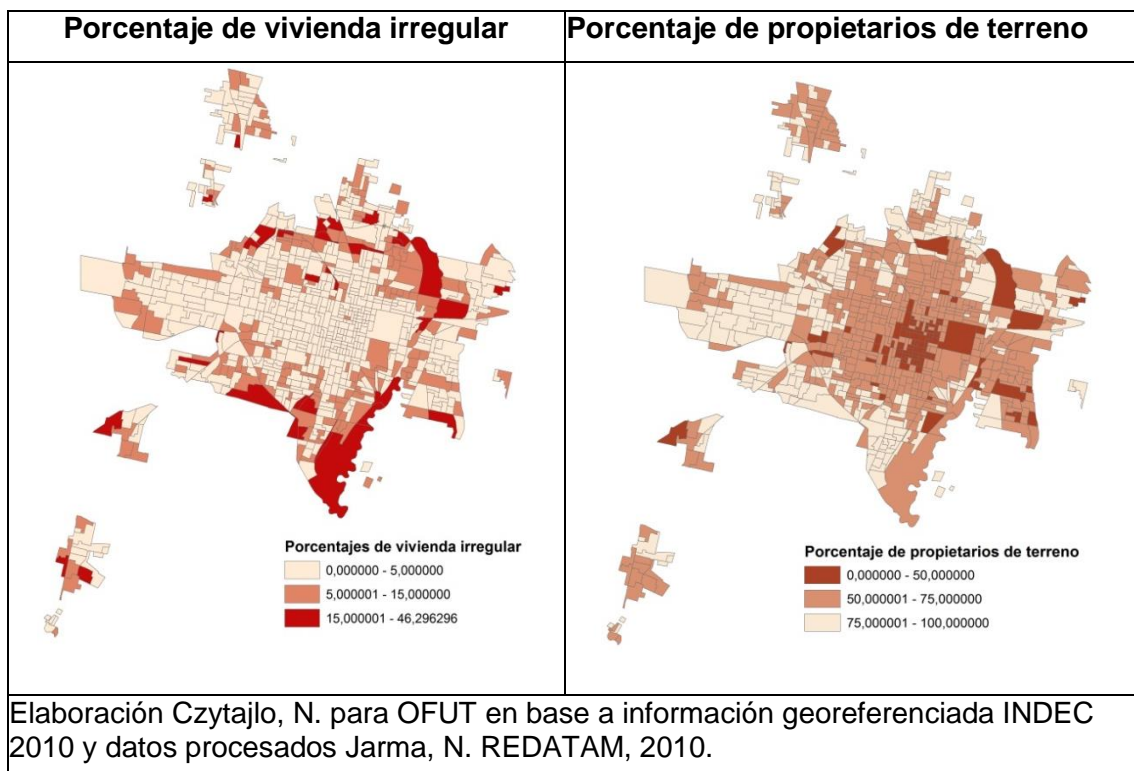 Porcentaje de vivienda irregular
Porcentaje de propietarios de terreno
Porcentajes de vivienda irregular
0,000000 - 5,000000
5,000001 - 15,000000
15,000001 - 46,296296
Porcentaje de propietarios de terreno
0,000000 - 50,000000
50,000001 - 75,000000
75,000001 - 100,000000
Elaboración Czytajlo, N. para OFUT en base a información georeferenciada INDEC
2010 y datos procesados Jarma, N. REDATAM, 2010.